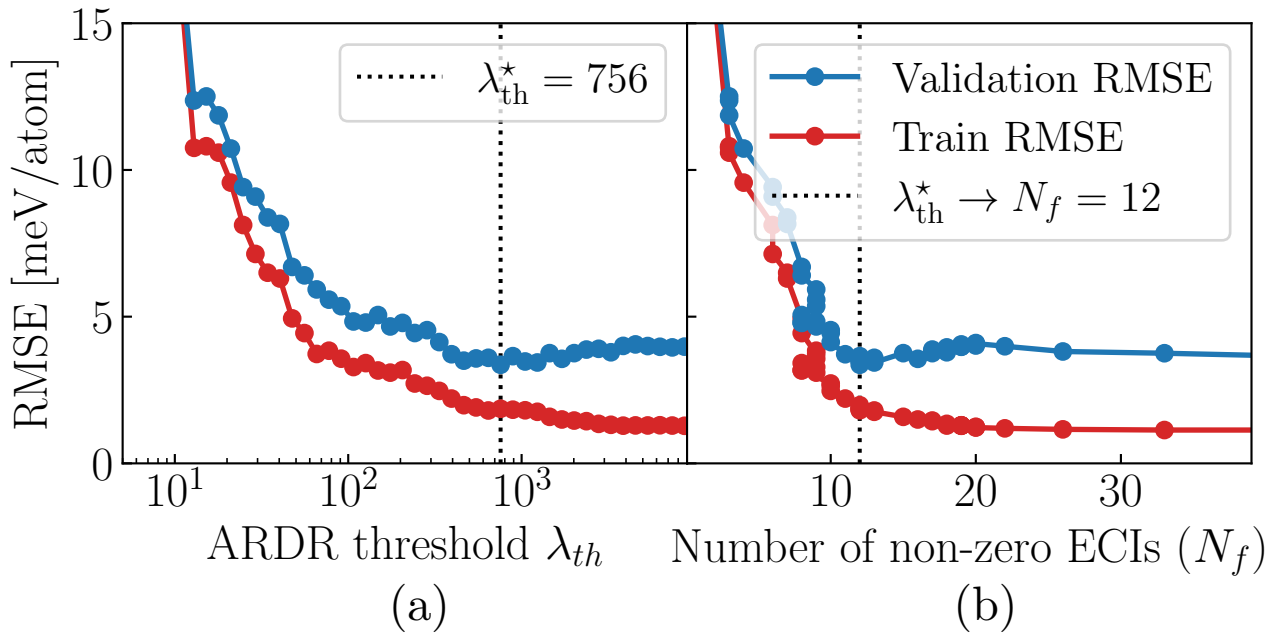 15
10
5
0
RMSE [meV/atom]
λ*th = 756
10¹ 10² 10³
ARDR threshold λth
(a)
Validation RMSE
Train RMSE
λ*th → Nf = 12
10 20 30
Number of non-zero ECIs (Nf)
(b)